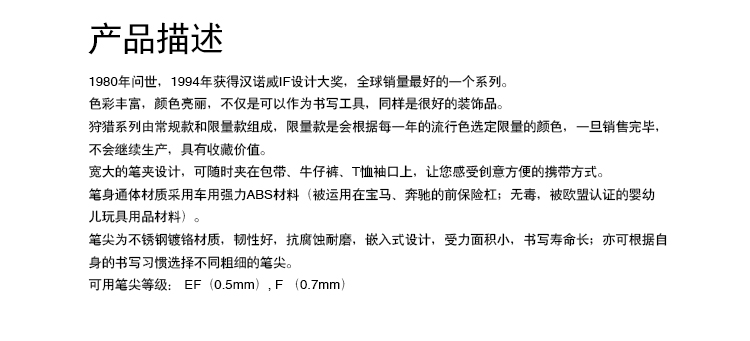 产品描述
1980年问世，1994年获得汉诺威IF设计大奖，全球销量最好的一个系列。
色彩丰富，颜色亮丽，不仅是可以作为书写工具，同样是很好的装饰品。
狩猎系列由常规款和限量款组成，限量款是会根据每一年的流行色选定限量的颜色，一旦销售完毕，
不会继续生产，具有收藏价值。
宽大的笔夹设计，可随时夹在包带、牛仔裤、T恤袖口上，让您感受创意方便的携带方式。
笔身通体材质采用车用强力ABS材料（被运用在宝马、奔驰的前保险杠；无毒，被欧盟认证的婴幼
儿玩具用品材料）。
笔尖为不锈钢镀铬材质，韧性好，抗腐蚀耐磨，嵌入式设计，受力面积小，书写寿命长；亦可根据自
身的书写习惯选择不同粗细的笔尖。
可用笔尖等级： EF（0.5mm）, F （0.7mm）